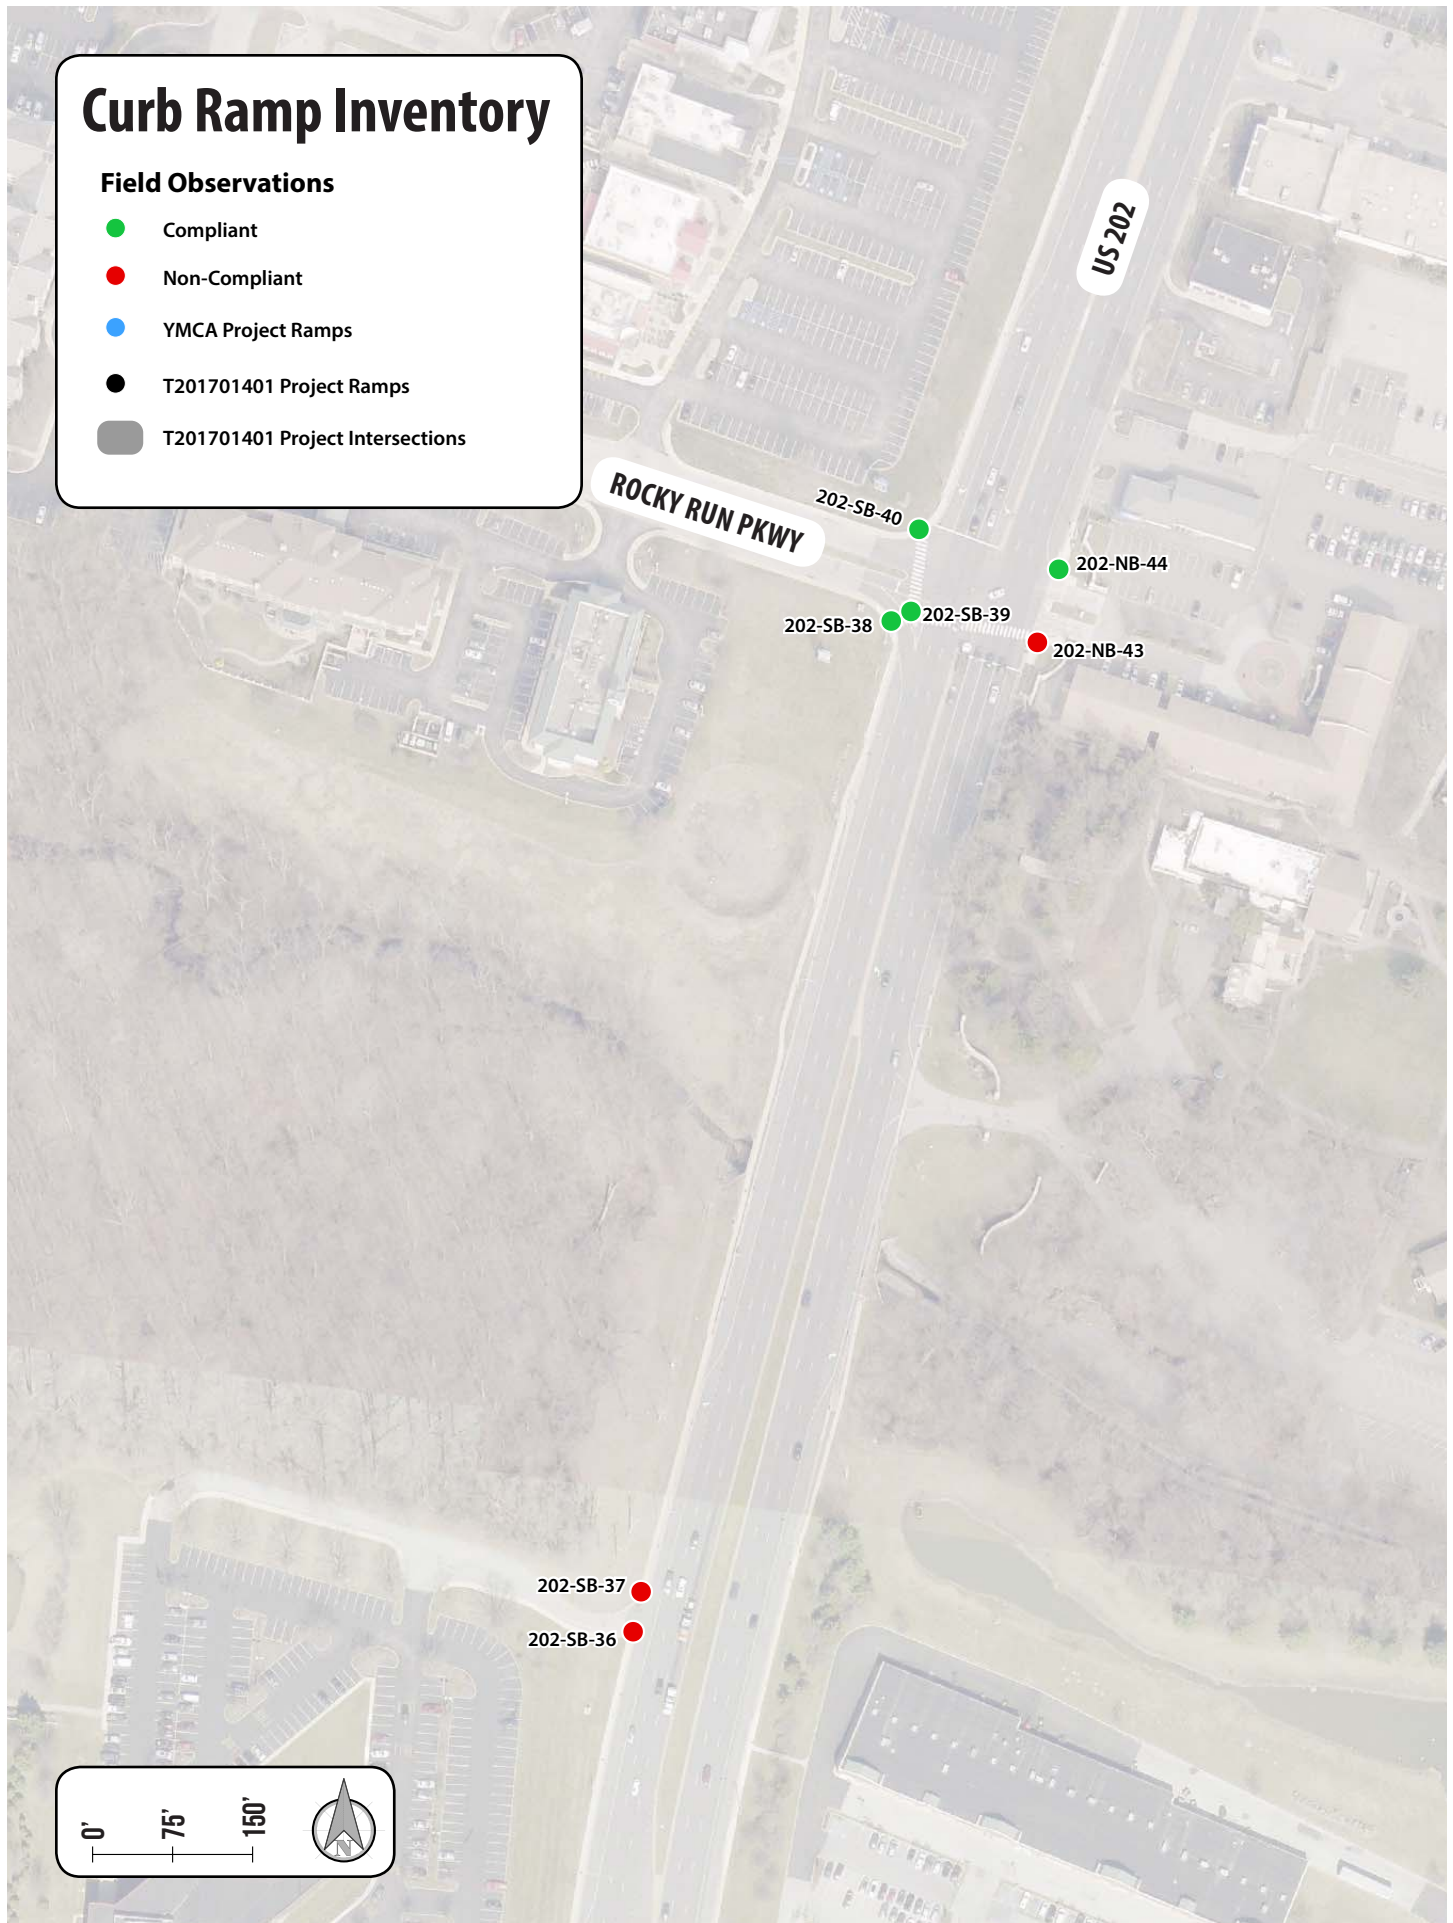 Curb Ramp Inventory
Field Observations
Compliant
Non-Compliant
YMCA Project Ramps
T201701401 Project Ramps
T201701401 Project Intersections
US 202
ROCKY RUN PKWY
202-SB-40
202-NB-44
202-SB-39
202-SB-38
202-NB-43
202-SB-37
202-SB-36
0'
75'
150'
N